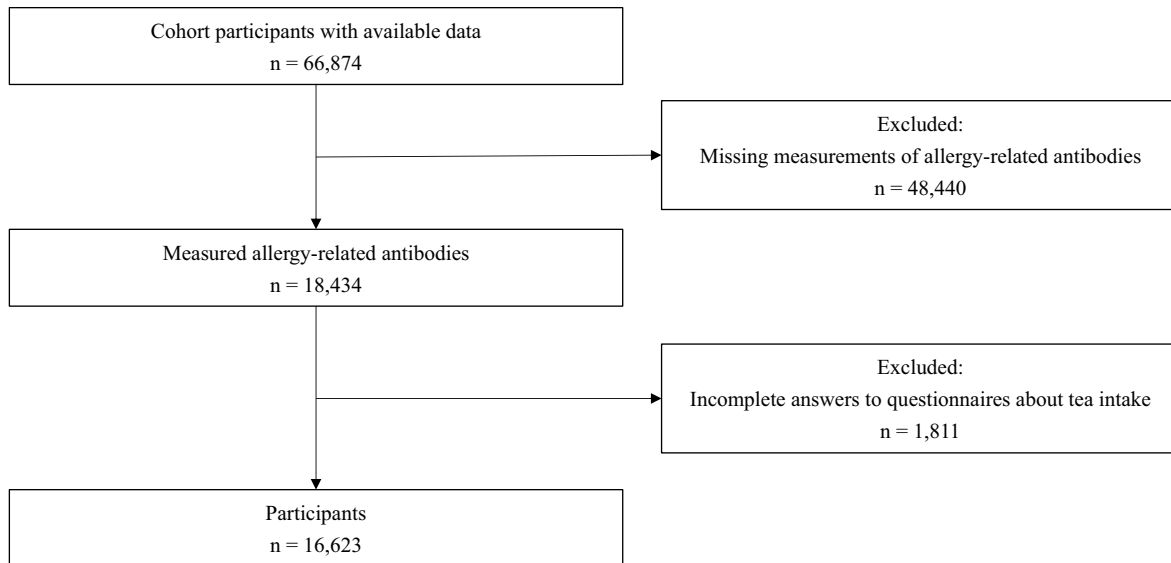 Cohort participants with available data
n = 66,874
Excluded:
Missing measurements of allergy-related antibodies
n = 48,440
Measured allergy-related antibodies
n = 18,434
Excluded:
Incomplete answers to questionnaires about tea intake
n = 1,811
Participants
n = 16,623